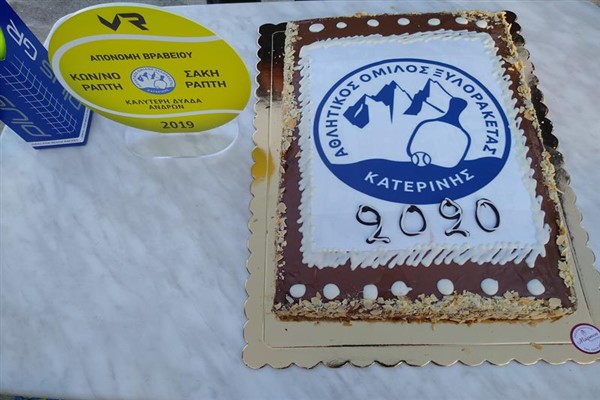 VR
ΑΠΟΝΟΜΗ ΒΡΑΒΕΙΟΥ
ΚΩΝ/ΝΟ ΣΑΚΗ
ΡΑΠΤΗ ΡΑΠΤΗ
ΚΑΛΥΤΕΡΗ ΔΥΑΔΑ
ΑΝΔΡΩΝ
2019
ΑΘΛΗΤΙΚΟΣ ΟΜΙΛΟΣ ΞΥΛΟΡΑΚΕΤΑΣ
ΚΑΤΕΡΙΝΗΣ
2020